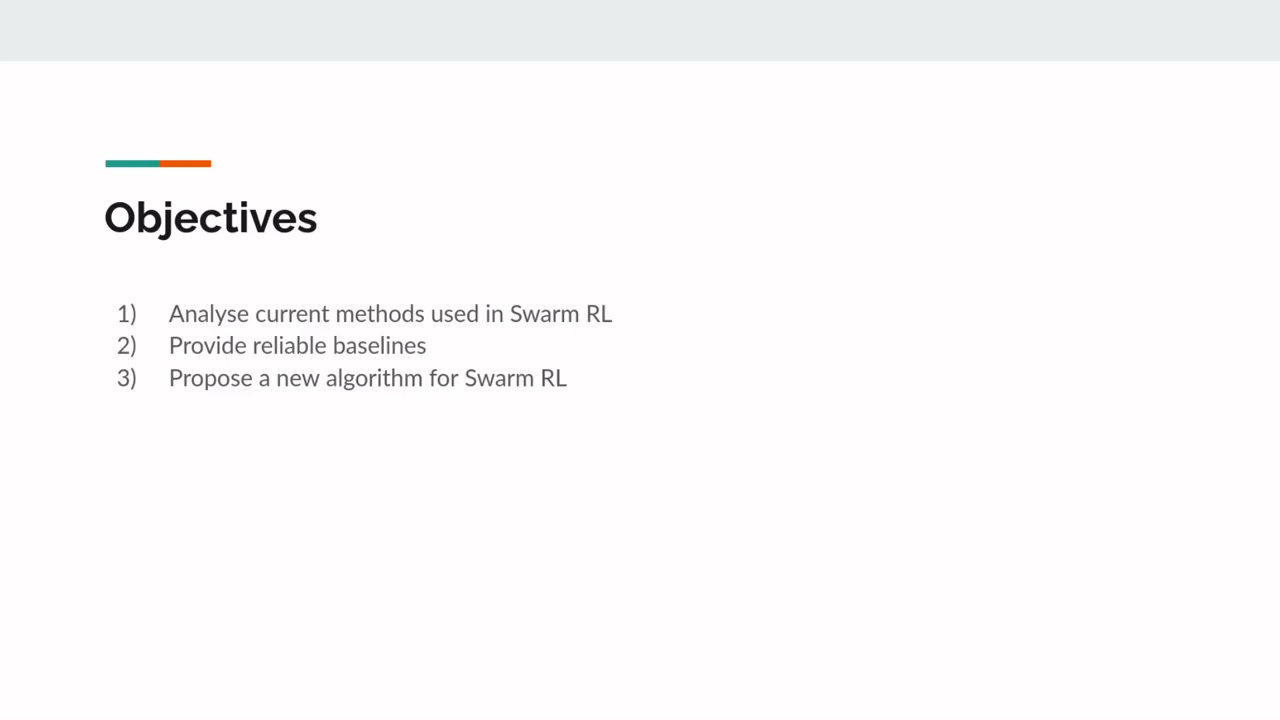 Objectives
1) Analyse current methods used in Swarm RL
2) Provide reliable baselines
3) Propose a new algorithm for Swarm RL